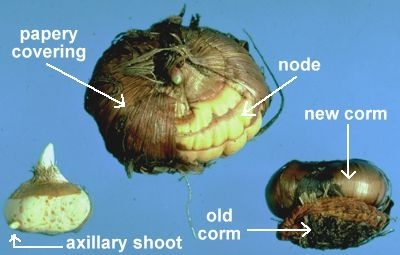 papery
covering
node
new corm
old
corm
axillary shoot